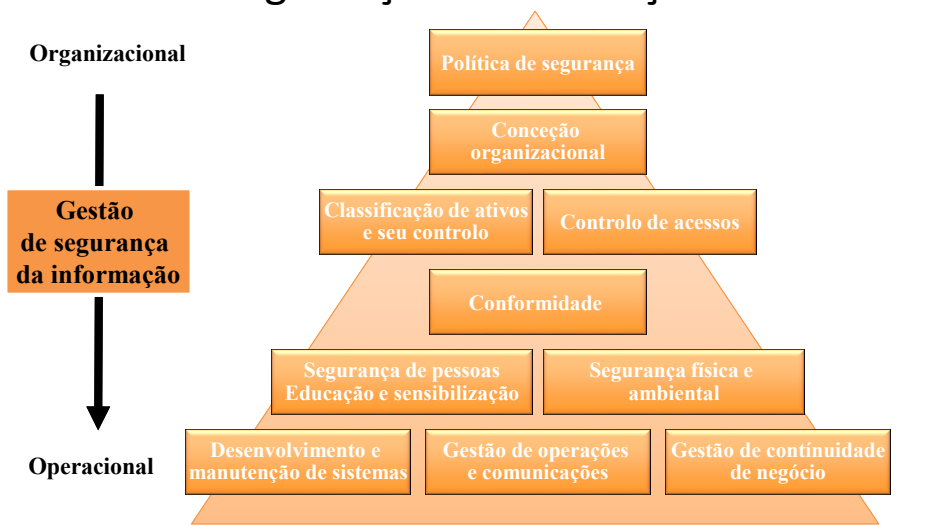 Organizacional
Política de segurança
Conceção
organizacional
Classificação de ativos
e seu controlo
Controlo de acessos
Gestão
de segurança
da informação
Conformidade
Segurança de pessoas
Educação e sensibilização
Segurança física e
ambiental
Operacional
Desenvolvimento e
manutenção de sistemas
Gestão de operações
e comunicações
Gestão de contínuidade
de negócio